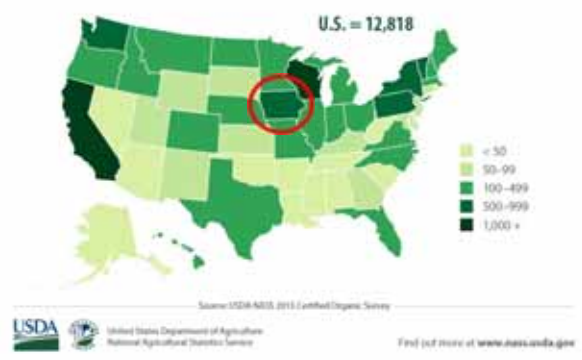 U.S. = 12,818
< 50
50–99
100–499
500–999
1,000 +
Source: USDA NASS 2015 Certified Organic Survey
USDA
United States Department of Agriculture
National Agricultural Statistics Service
Find out more at www.nass.usda.gov